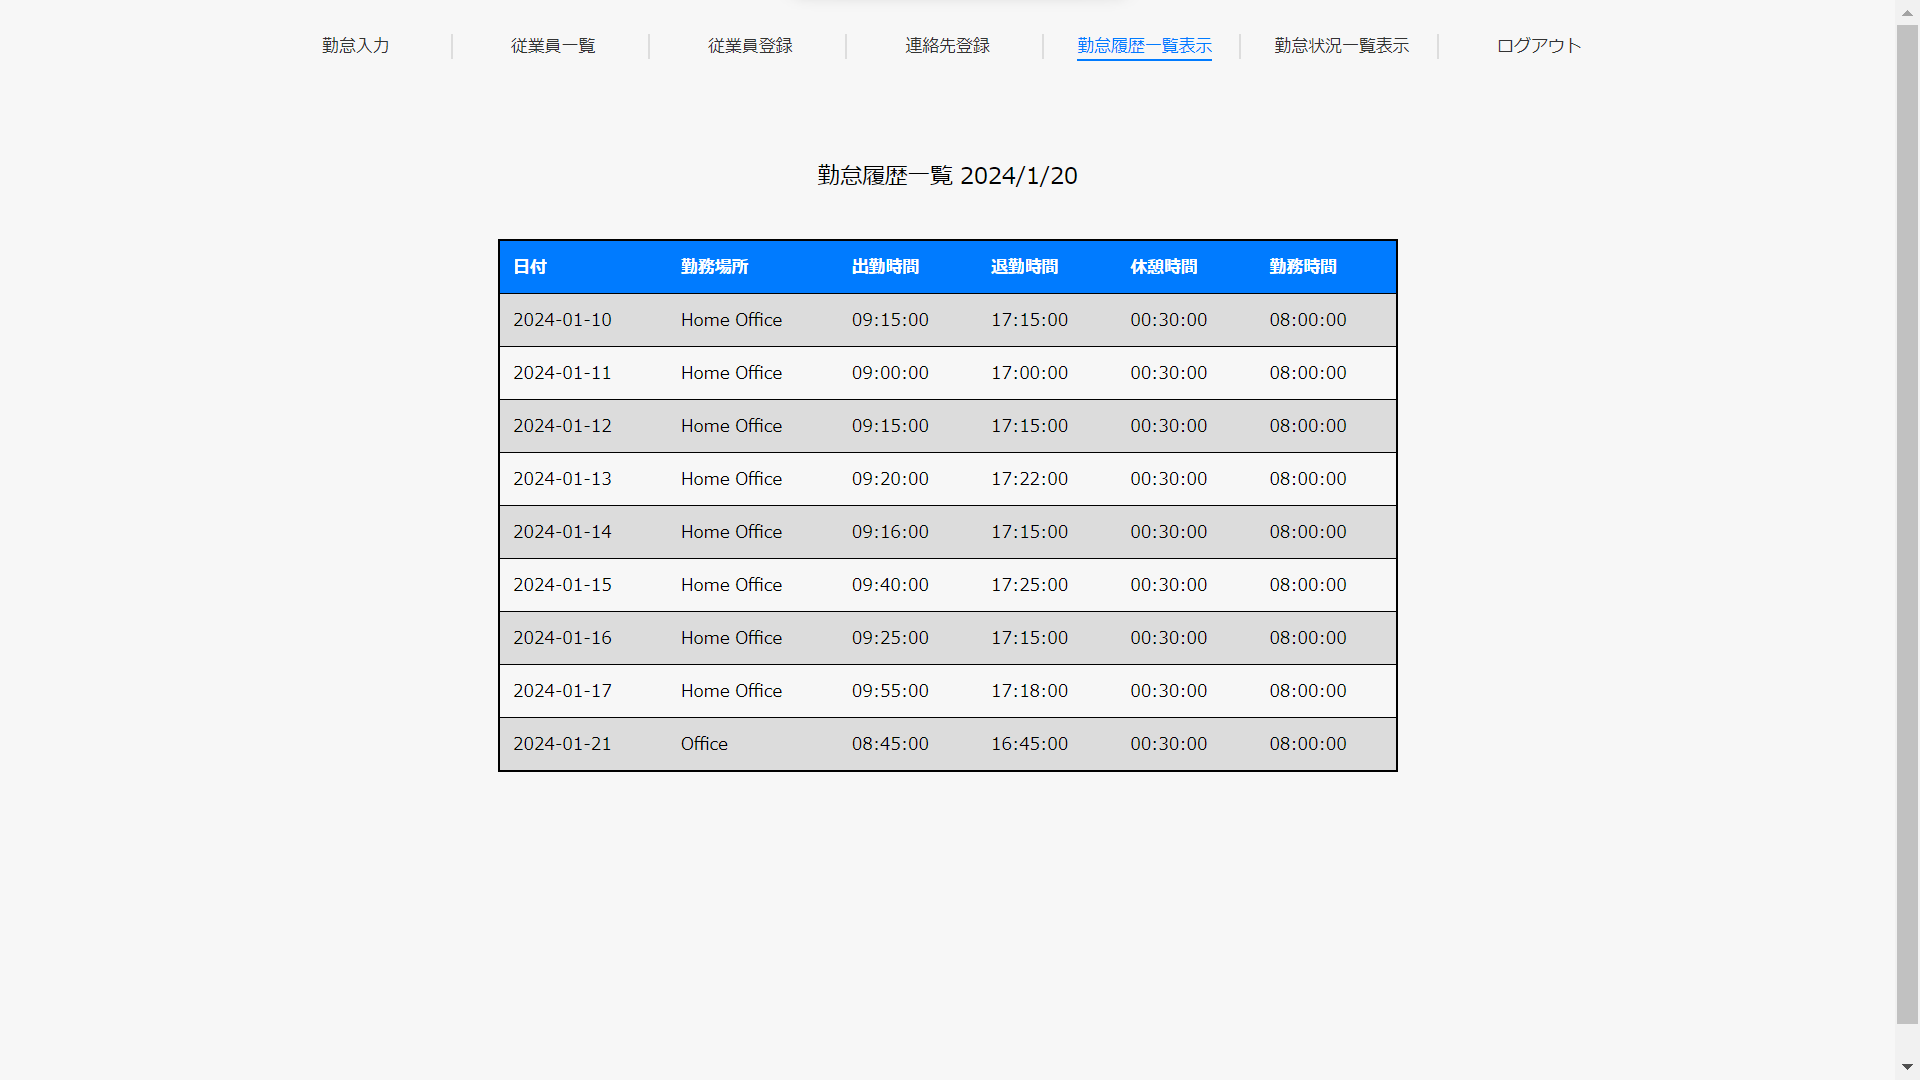 勤怠入力 従業員一覧 従業員登録 連絡先登録 勤怠履歴一覧表示 勤怠状況一覧表示 ログアウト
勤怠履歴一覧 2024/1/20
日付 勤務場所 出勤時間 退勤時間 休憩時間 勤務時間
2024-01-10 Home Office 09:15:00 17:15:00 00:30:00 08:00:00
2024-01-11 Home Office 09:00:00 17:00:00 00:30:00 08:00:00
2024-01-12 Home Office 09:15:00 17:15:00 00:30:00 08:00:00
2024-01-13 Home Office 09:20:00 17:22:00 00:30:00 08:00:00
2024-01-14 Home Office 09:16:00 17:15:00 00:30:00 08:00:00
2024-01-15 Home Office 09:40:00 17:25:00 00:30:00 08:00:00
2024-01-16 Home Office 09:25:00 17:15:00 00:30:00 08:00:00
2024-01-17 Home Office 09:55:00 17:18:00 00:30:00 08:00:00
2024-01-21 Office 08:45:00 16:45:00 00:30:00 08:00:00